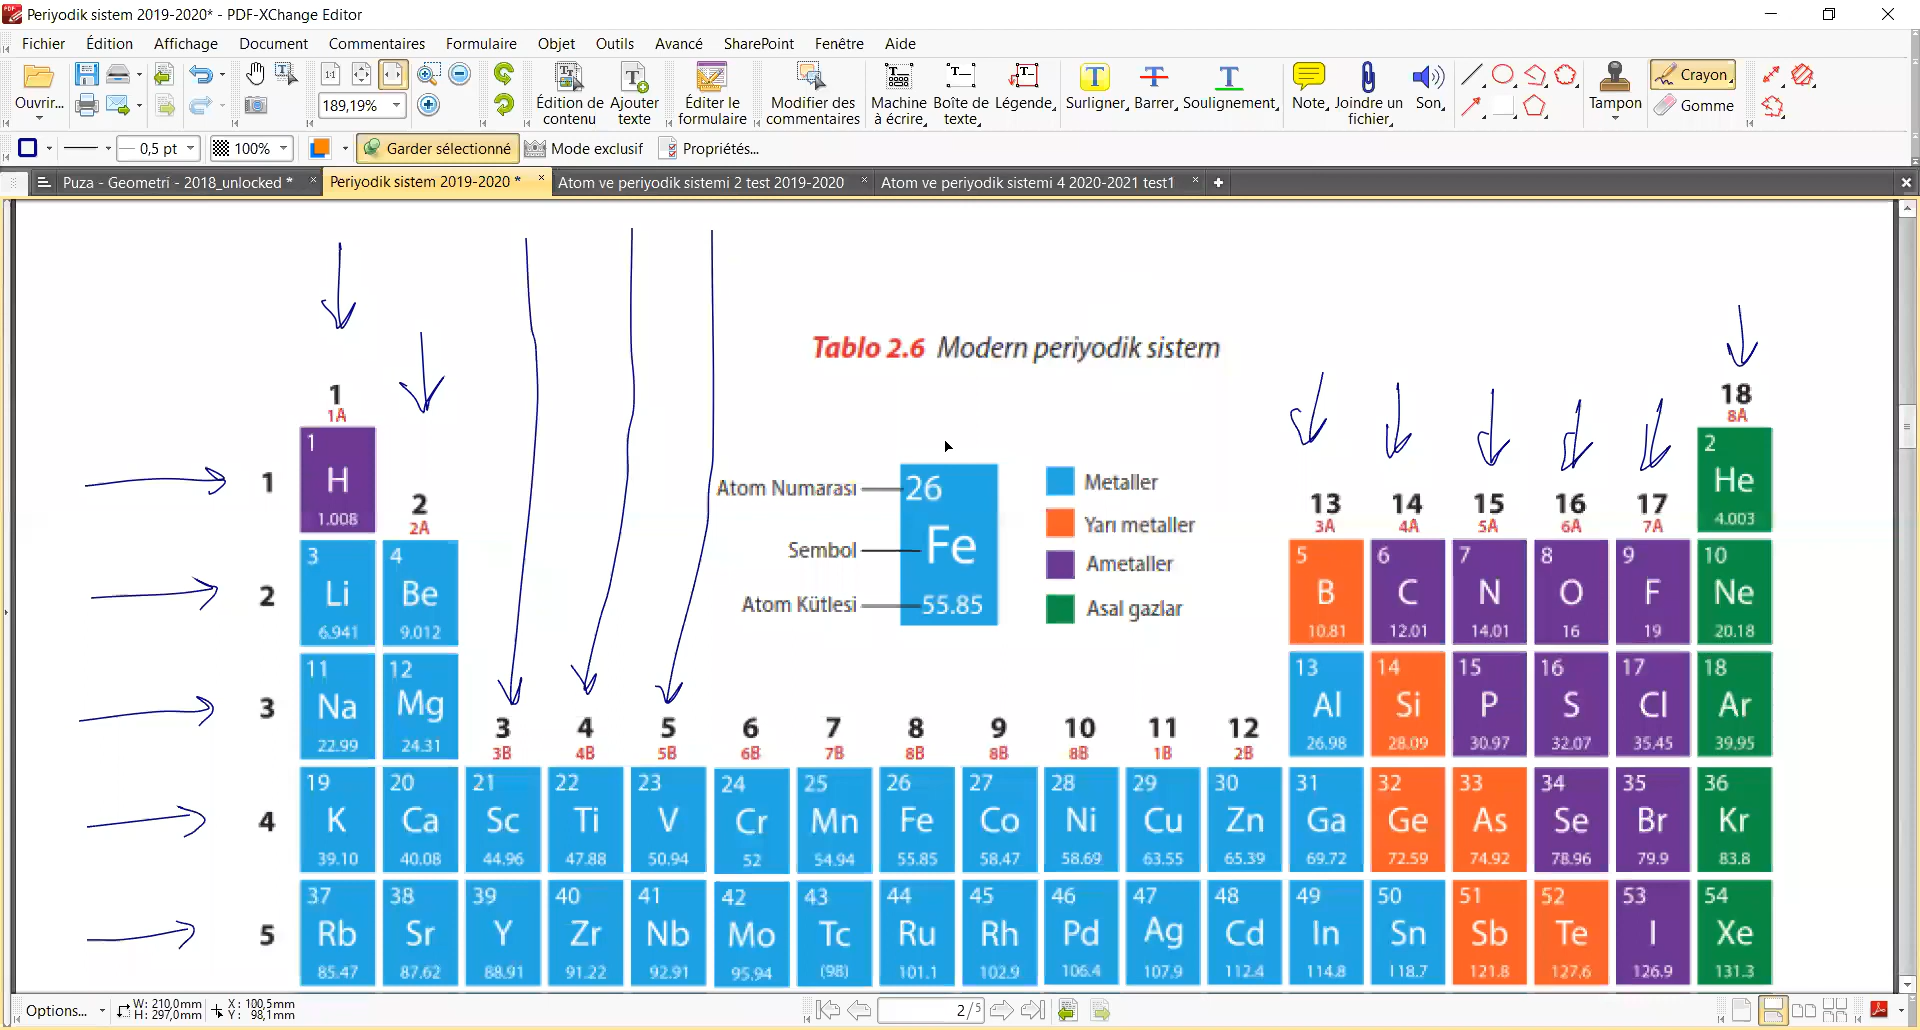 Periyodik sistem 2019-2020* - PDF-XChange Editor
Fichier Édition Affichage Document Commentaires Formulaire Objet Outils Avancé SharePoint Fenêtre Aide
Ouvrir... 189,19% Édition de contenu Ajouter texte Éditer le formulaire Modifier des commentaires Machine à écrire Boîte de texte Légende Surligner Barrer Soulignement Note Joindre un fichier Son Tampon Crayon Gomme
0,5 pt 100% Garder sélectionné Mode exclusif Propriétés...
Puza - Geometri - 2018_unlocked * Periyodik sistem 2019-2020 * Atom ve periyodik sistemi 2 test 2019-2020 Atom ve periyodik sistemi 4 2020-2021 test1
Tablo 2.6 Modern periyodik sistem
1 18
1A 8A
1 2
1 H He
1.008 4.003
2 13 14 15 16 17
2A 3A 4A 5A 6A 7A
Atom Numarası 26
Sembol Fe
Atom Kütlesi 55.85
Metaller
Yarı metaller
Ametaller
Asal gazlar
3 4 5 6 7 8 9 10
2 Li Be B C N O F Ne
6.941 9.012 10.81 12.01 14.01 16 19 20.18
11 12 13 14 15 16 17 18
3 Na Mg Al Si P S Cl Ar
22.99 24.31 26.98 28.09 30.97 32.07 35.45 39.95
3 4 5 6 7 8 9 10 11 12
3B 4B 5B 6B 7B 8B 8B 8B 1B 2B
19 20 21 22 23 24 25 26 27 28 29 30 31 32 33 34 35 36
4 K Ca Sc Ti V Cr Mn Fe Co Ni Cu Zn Ga Ge As Se Br Kr
39.10 40.08 44.96 47.88 50.94 52 54.94 55.85 58.47 58.69 63.55 65.39 69.72 72.59 74.92 78.96 79.9 83.8
37 38 39 40 41 42 43 44 45 46 47 48 49 50 51 52 53 54
5 Rb Sr Y Zr Nb Mo Tc Ru Rh Pd Ag Cd In Sn Sb Te I Xe
85.47 87.62 88.91 91.22 92.91 95.94 (98) 101.1 102.9 106.4 107.9 112.4 114.8 118.7 121.8 127.6 126.9 131.3
Options... W: 210,0mm X: 100,5mm 2/5
H: 297,0mm Y: 98,1mm